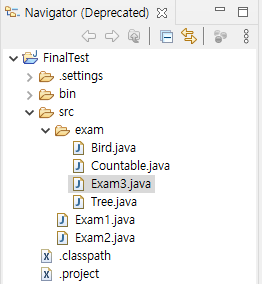 Navigator (Deprecated)
FinalTest
.settings
bin
src
exam
Bird.java
Countable.java
Exam3.java
Tree.java
Exam1.java
Exam2.java
.classpath
.project